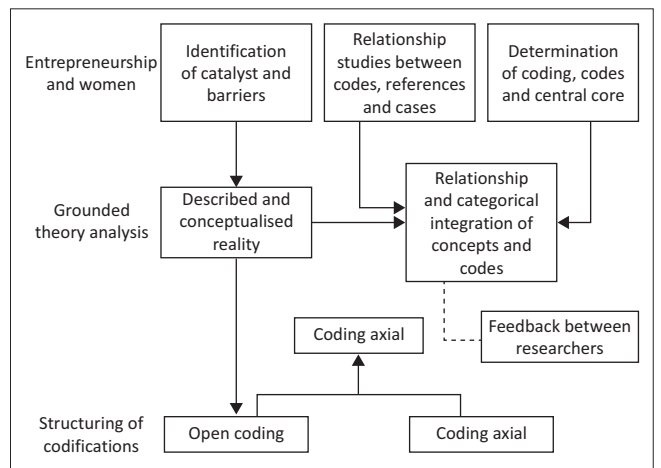 Entrepreneurship
and women
Identification
of catalyst and
barriers
Relationship
studies between
codes, references
and cases
Determination
of coding, codes
and central core
Grounded
theory analysis
Described and
conceptualised
reality
Relationship
and categorical
integration of
concepts and
codes
Feedback between
researchers
Coding axial
Structuring of
codifications
Open coding
Coding axial